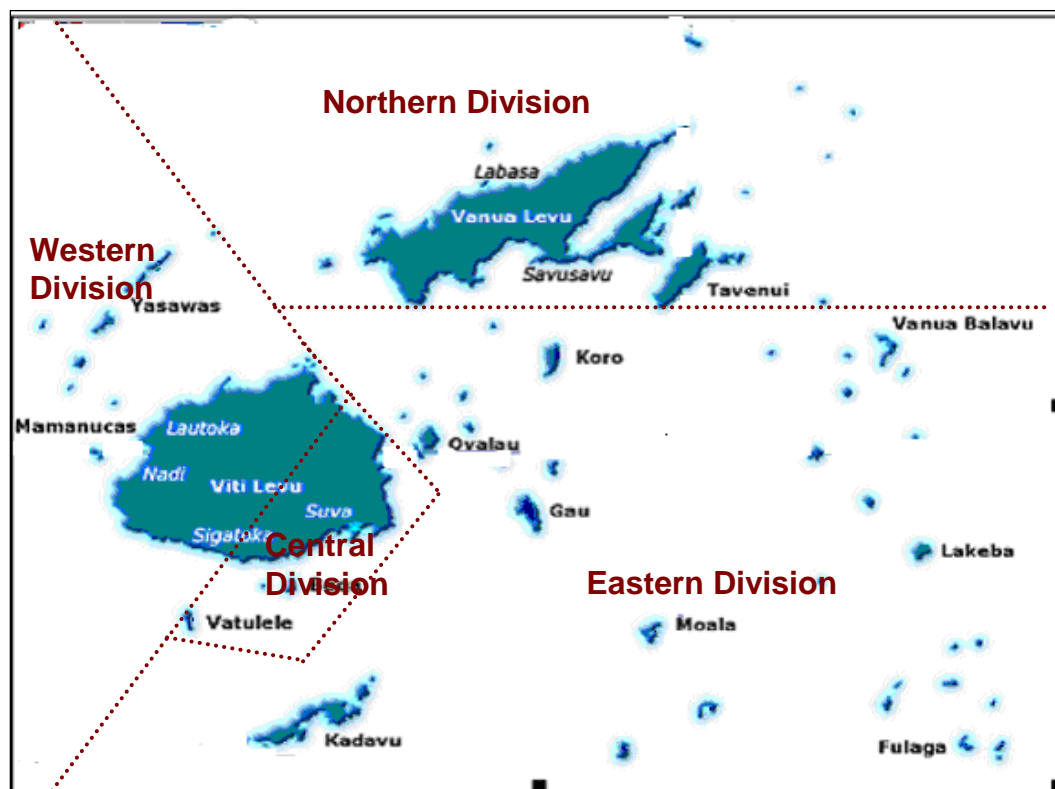 Northern Division
Labasa
Vanua Levu
Western
Division
Savusavu
Tavenui
Yasawas
Vanua Balavu
Koro
Mamanucas
Lautoka
Ovalau
Nadi
Viti Levu
Suva
Gau
Sigatoka
Central
Division
Lakeba
Eastern Division
Vatulele
Moala
Kadavu
Fulaga